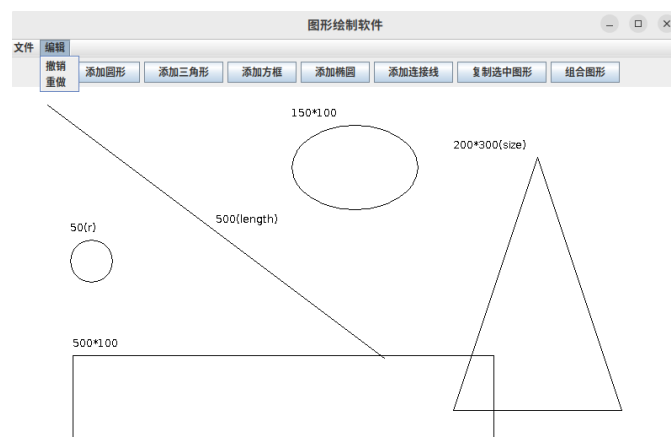 图形绘制软件
文件 编辑
撤销
重做
添加圆形 添加三角形 添加方框 添加椭圆 添加连接线 复制选中图形 组合图形
150*100
200*300(size)
500(length)
50(r)
500*100